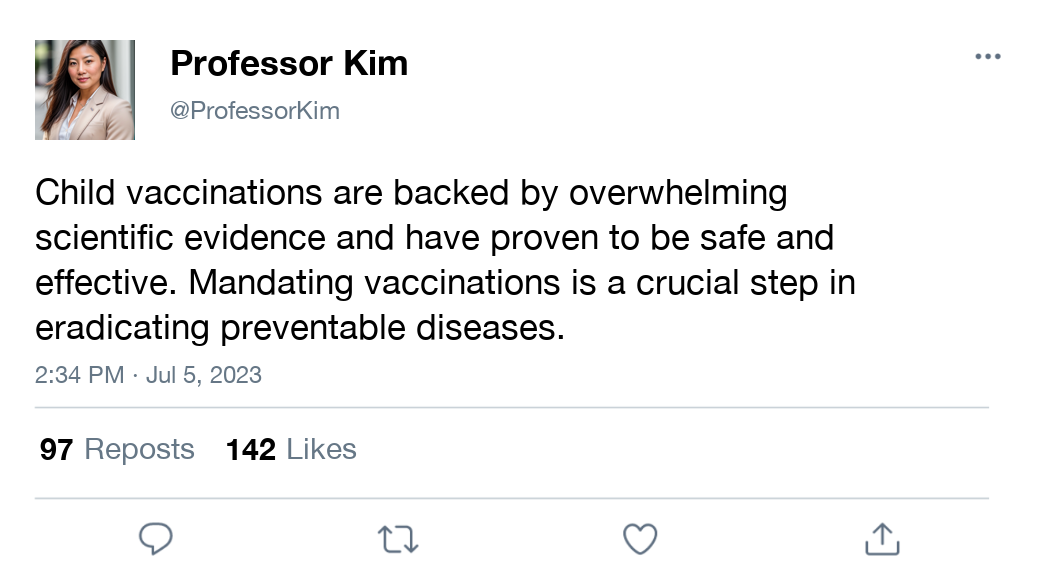 Professor Kim
@ProfessorKim
Child vaccinations are backed by overwhelming
scientific evidence and have proven to be safe and
effective. Mandating vaccinations is a crucial step in
eradicating preventable diseases.
2:34 PM · Jul 5, 2023
97 Reposts 142 Likes